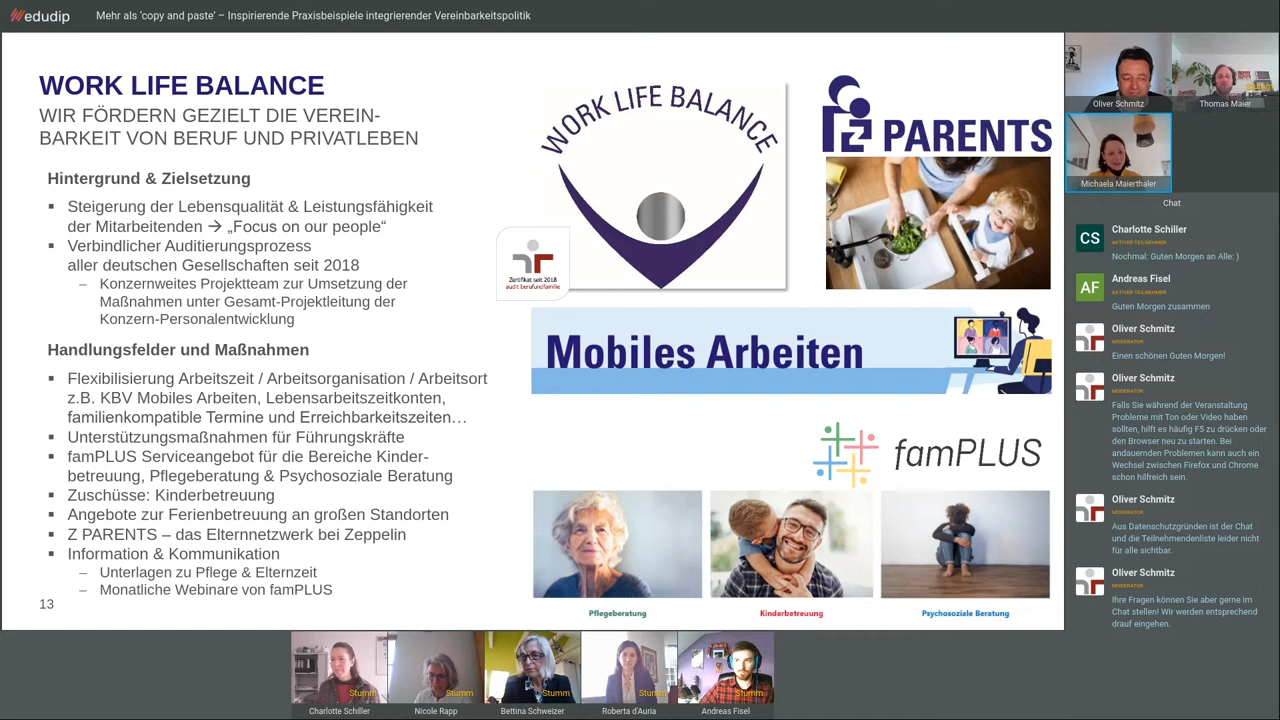 edudip
Mehr als 'copy and paste' – Inspirierende Praxisbeispiele integrierender Vereinbarkeitspolitik
WORK LIFE BALANCE
WIR FÖRDERN GEZIELT DIE VEREIN-
BARKEIT VON BERUF UND PRIVATLEBEN
Hintergrund & Zielsetzung
▪ Steigerung der Lebensqualität & Leistungsfähigkeit
der Mitarbeitenden → „Focus on our people“
▪ Verbindlicher Auditierungsprozess
aller deutschen Gesellschaften seit 2018
– Konzernweites Projektteam zur Umsetzung der
Maßnahmen unter Gesamt-Projektleitung der
Konzern-Personalentwicklung
Handlungsfelder und Maßnahmen
▪ Flexibilisierung Arbeitszeit / Arbeitsorganisation / Arbeitsort
z.B. KBV Mobiles Arbeiten, Lebensarbeitszeitkonten,
familienkompatible Termine und Erreichbarkeitszeiten…
▪ Unterstützungsmaßnahmen für Führungskräfte
▪ famPLUS Serviceangebot für die Bereiche Kinder-
betreuung, Pflegeberatung & Psychosoziale Beratung
▪ Zuschüsse: Kinderbetreuung
▪ Angebote zur Ferienbetreuung an großen Standorten
▪ Z PARENTS – das Elternnetzwerk bei Zeppelin
▪ Information & Kommunikation
– Unterlagen zu Pflege & Elternzeit
– Monatliche Webinare von famPLUS
13
WORK LIFE BALANCE
Zertifikat seit 2018
audit berufundfamilie
Z PARENTS
Mobiles Arbeiten
famPLUS
Pflegeberatung
Kinderbetreuung
Psychosoziale Beratung
Oliver Schmitz
Stumm
Thomas Maier
Michaela Maierthaler
Chat
CS
Charlotte Schiller
AKTIVER TEILNEHMER
Nochmal: Guten Morgen an Alle: )
AF
Andreas Fisel
AKTIVER TEILNEHMER
Guten Morgen zusammen
Oliver Schmitz
MODERATOR
Einen schönen Guten Morgen!
Oliver Schmitz
MODERATOR
Falls Sie während der Veranstaltung
Probleme mit Ton oder Video haben
sollten, hilft es häufig F5 zu drücken oder
den Browser neu zu starten. Bei
andauernden Problemen kann auch ein
Wechsel zwischen Firefox und Chrome
schon hilfreich sein.
Oliver Schmitz
MODERATOR
Aus Datenschutzgründen ist der Chat
und die Teilnehmendenliste leider nicht
für alle sichtbar.
Oliver Schmitz
MODERATOR
Ihre Fragen können Sie aber gerne im
Chat stellen! Wir werden entsprechend
drauf eingehen.
Stumm
Charlotte Schiller
Stumm
Nicole Rapp
Stumm
Bettina Schweizer
Stumm
Roberta d'Auria
Stumm
Andreas Fisel